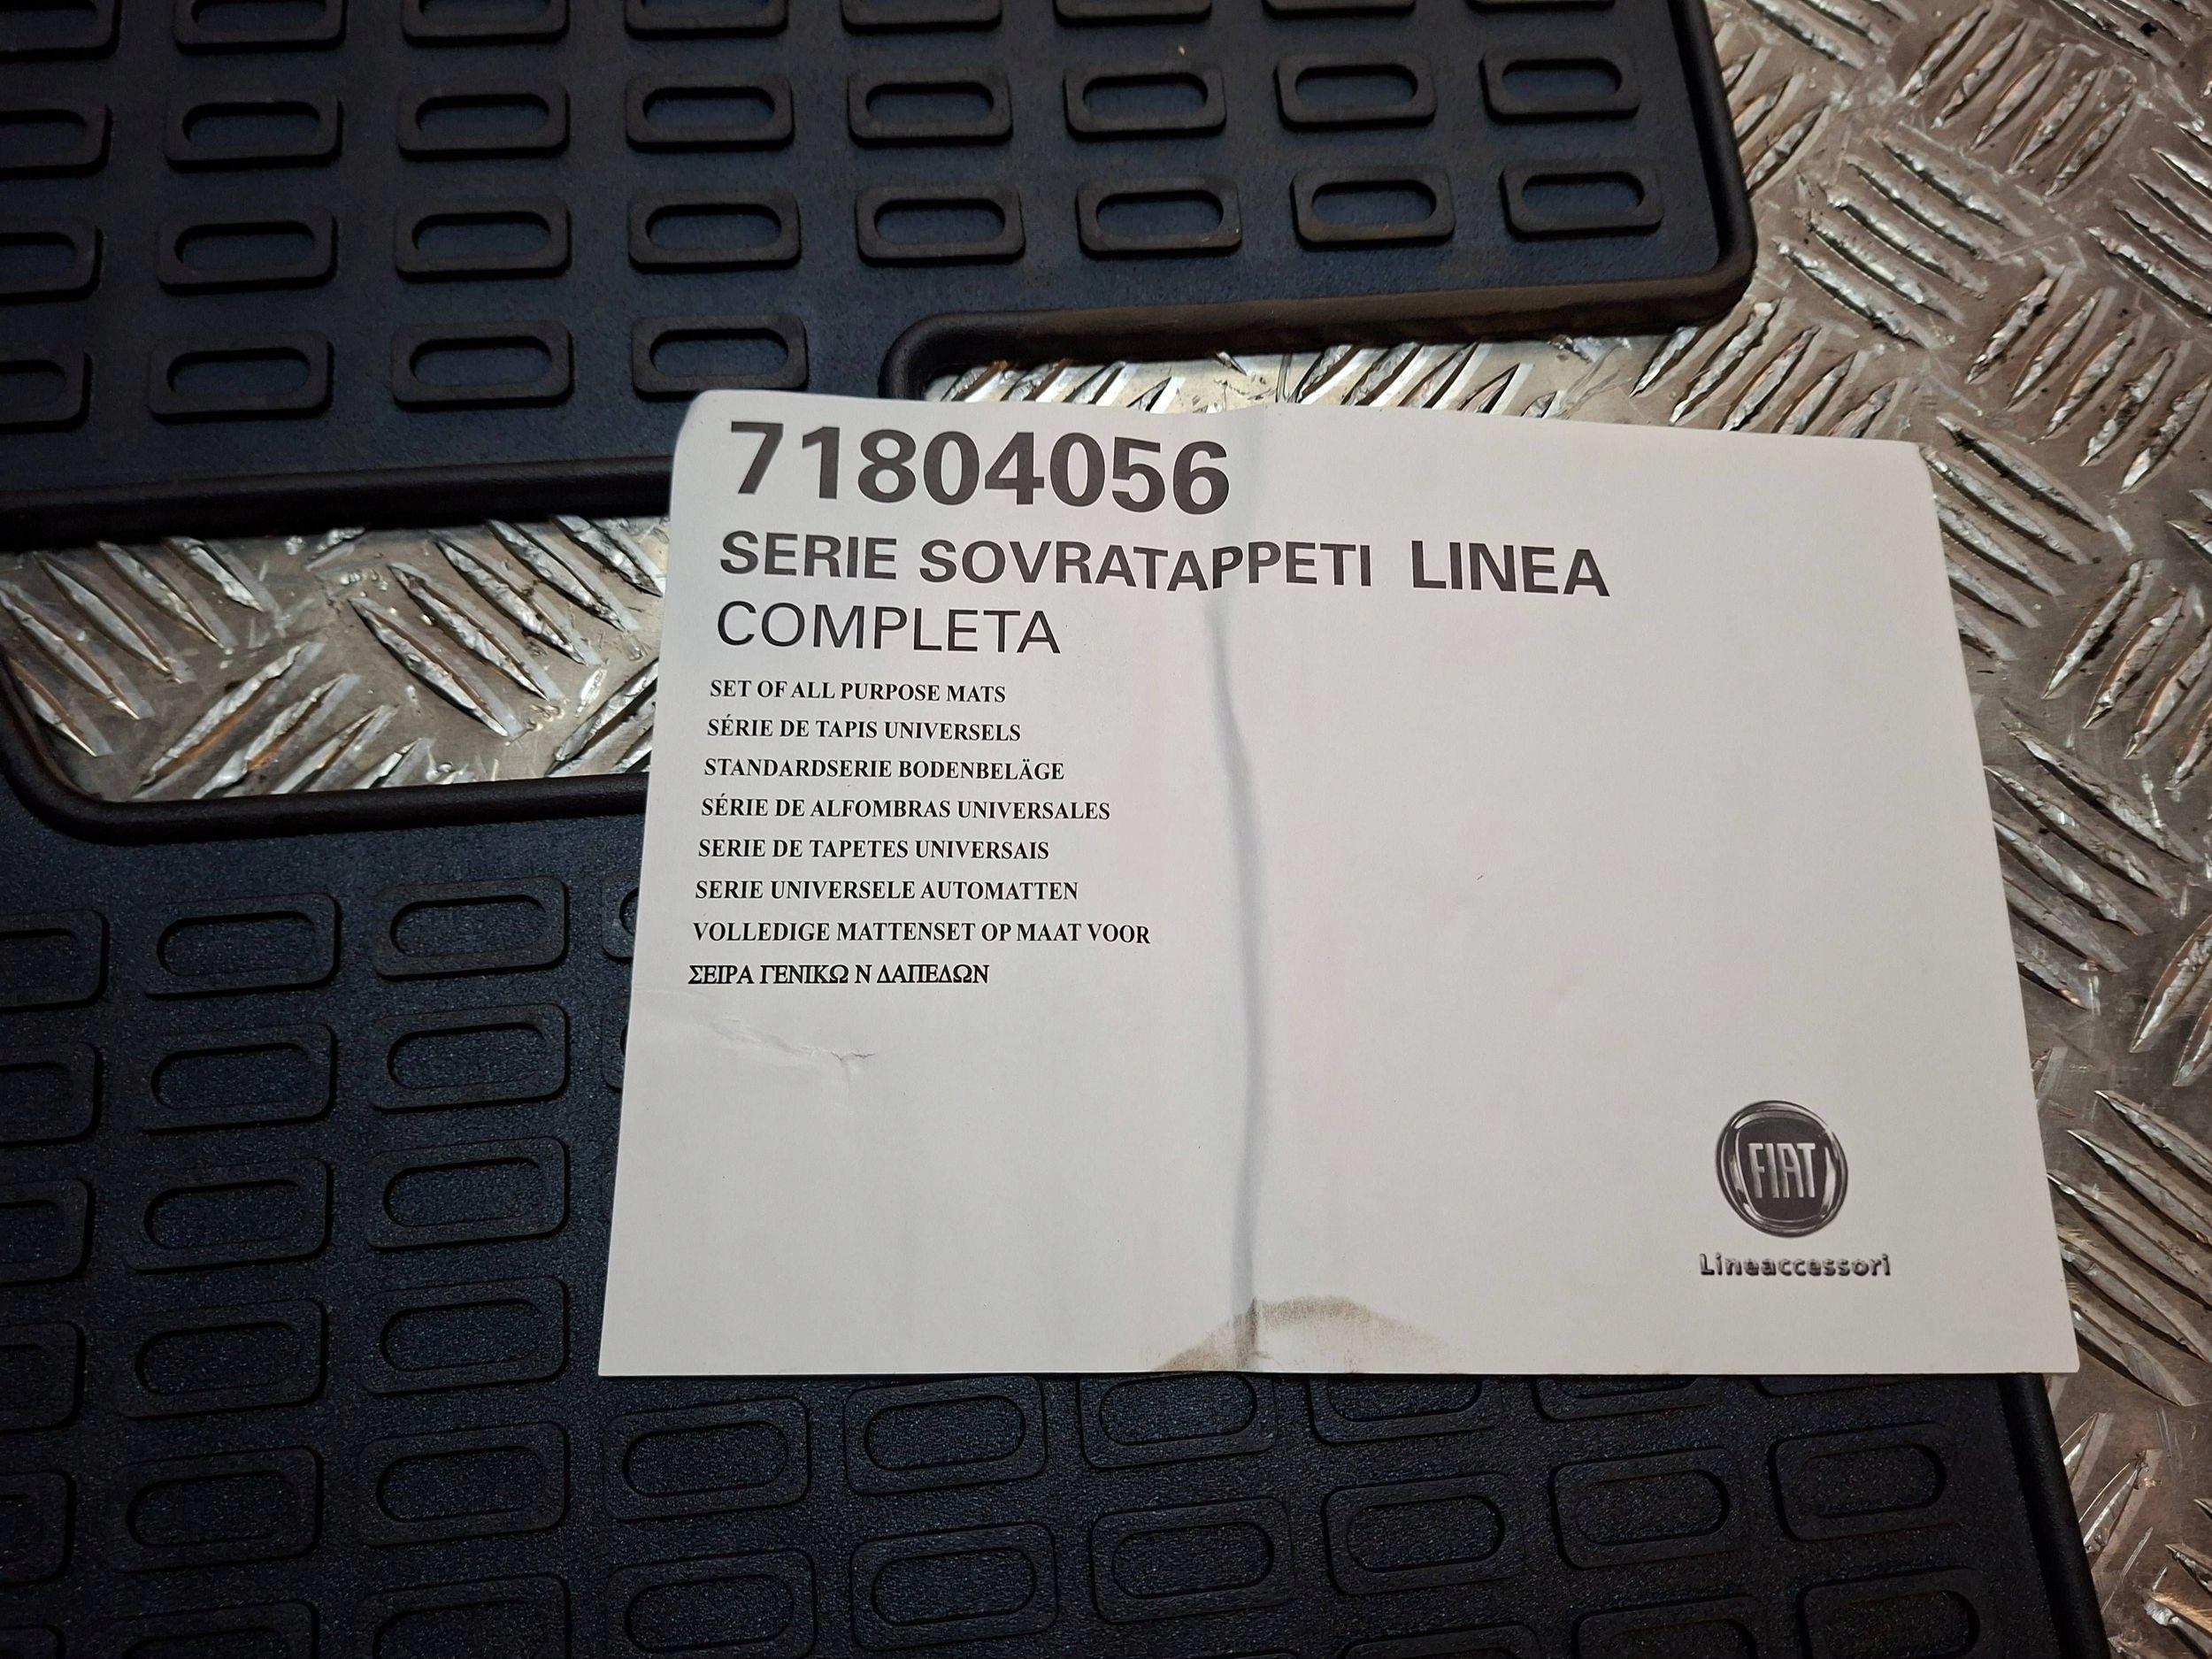 71804056
SERIE SOVRATAPPETI LINEA
COMPLETA
SET OF ALL PURPOSE MATS
SÉRIE DE TAPIS UNIVERSELS
STANDARDSERIE BODENBELÄGE
SÉRIE DE ALFOMBRAS UNIVERSALES
SERIE DE TAPETES UNIVERSAIS
SERIE UNIVERSELE AUTOMATTEN
VOLLEDIGE MATTENSET OP MAAT VOOR
ΣΕΙΡΑ ΓΕΝΙΚΩ Ν ΔΑΠΕΔΩΝ
FIAT
Lineaccessori